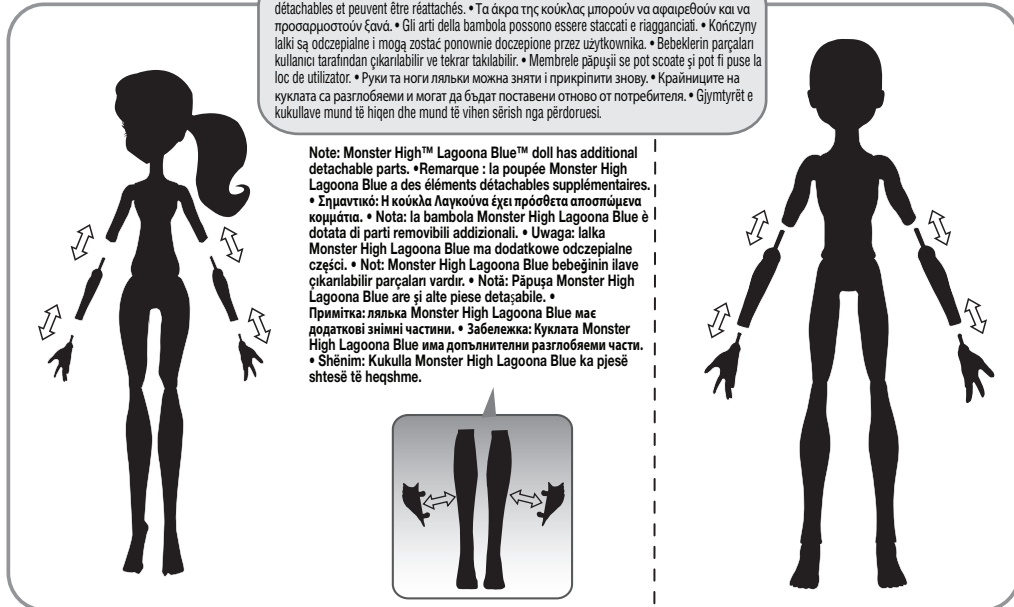 détachables et peuvent être réattachés. • Τα άκρα της κούκλας μπορούν να αφαιρεθούν και να
προσαρμοστούν ξανά. • Gli arti della bambola possono essere staccati e riagganciati. • Kończyny
lalki są odczepialne i mogą zostać ponownie doczepione przez użytkownika. • Bebeklerin parçaları
kullanıcı tarafından çıkarılabilir ve tekrar takılabilir. • Membrele păpuşii se pot scoate şi pot fi puse la
loc de utilizator. • Руки та ноги ляльки можна зняти і прикріпити знову. • Крайниците на
куклата са разглобяеми и могат да бъдат поставени отново от потребителя. • Gjymtyrët e
kukullave mund të hiqen dhe mund të vihen sërish nga përdoruesi.
Note: Monster High™ Lagoona Blue™ doll has additional
detachable parts. •Remarque : la poupée Monster High
Lagoona Blue a des éléments détachables supplémentaires.
• Σημαντικό: Η κούκλα Λαγκούνα έχει πρόσθετα αποσπώμενα
κομμάτια. • Nota: la bambola Monster High Lagoona Blue è
dotata di parti removibili addizionali. • Uwaga: lalka
Monster High Lagoona Blue ma dodatkowe odczepialne
części. • Not: Monster High Lagoona Blue bebeğinin ilave
çıkarılabilir parçaları vardır. • Notă: Păpuşa Monster High
Lagoona Blue are şi alte piese detaşabile. •
Примітка: лялька Monster High Lagoona Blue має
додаткові знімні частини. • Забележка: Куклата Monster
High Lagoona Blue има допълнителни разглобяеми части.
• Shënim: Kukulla Monster High Lagoona Blue ka pjesë
shtesë të heqshme.